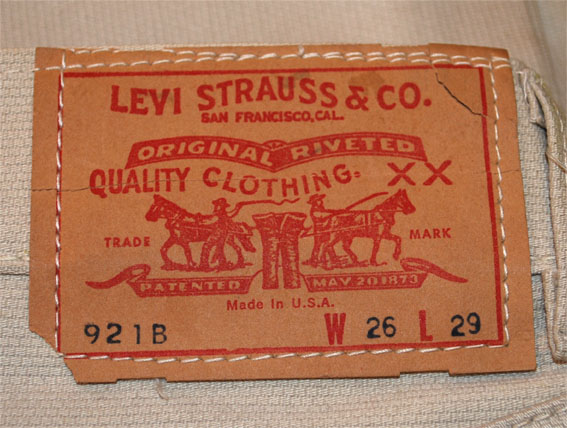 LEVI STRAUSS & CO.
SAN FRANCISCO, CAL.
ORIGINAL RIVETED
QUALITY CLOTHING. XX
TRADE MARK
PATENTED MAY 20 1873
Made in U.S.A.
921B W 26 L 29